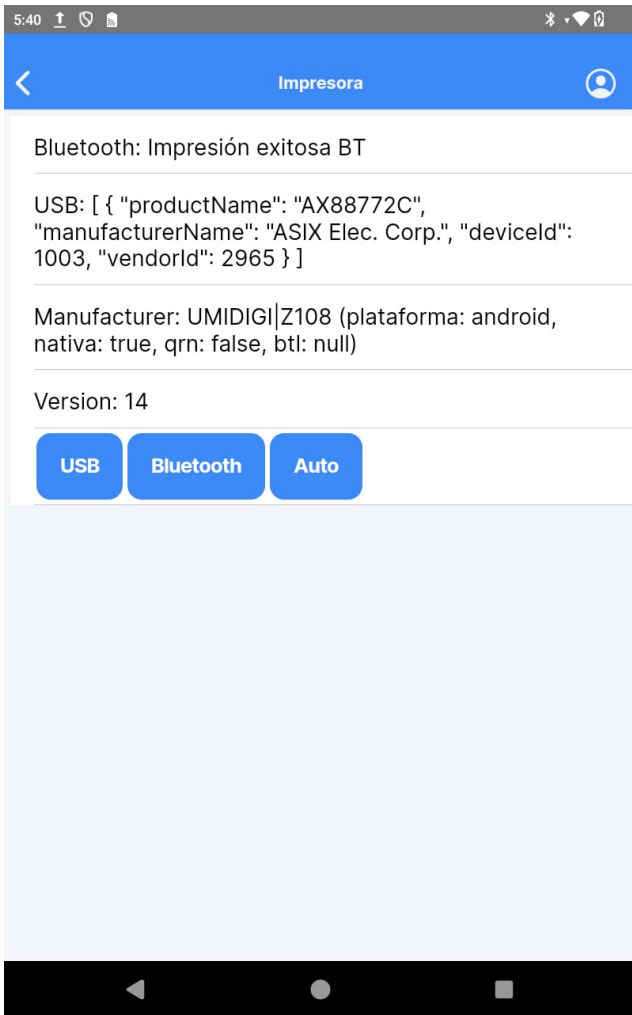 5:40
Impresora
Bluetooth: Impresión exitosa BT
USB: [ { "productName": "AX88772C",
"manufacturerName": "ASIX Elec. Corp.", "deviceId":
1003, "vendorId": 2965 } ]
Manufacturer: UMIDIGI|Z108 (plataforma: android,
nativa: true, qrn: false, btl: null)
Version: 14
USB Bluetooth Auto